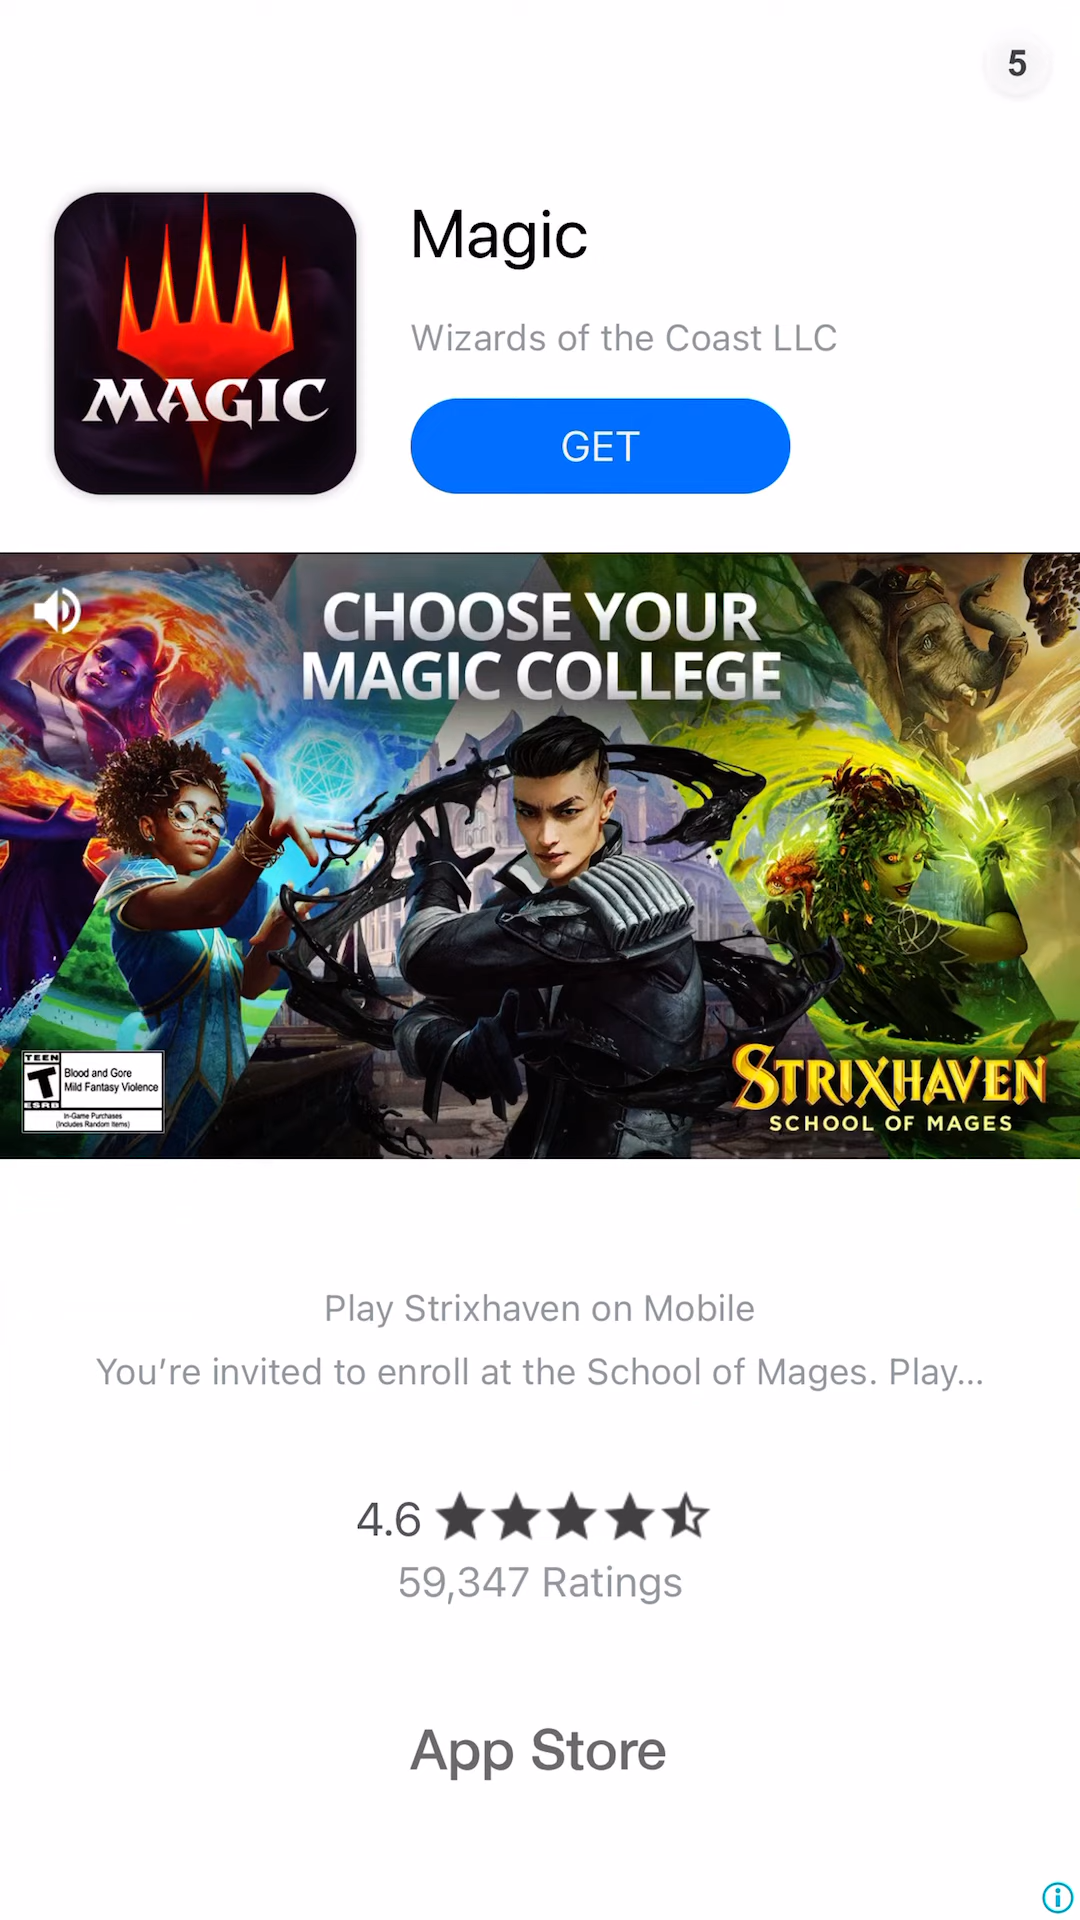 5
MAGIC
Magic
Wizards of the Coast LLC
GET
CHOOSE YOUR
MAGIC COLLEGE
TEEN
T
ESRB
Blood and Gore
Mild Fantasy Violence
In-Game Purchases
(Includes Random Items)
STRIXHAVEN
SCHOOL OF MAGES
Play Strixhaven on Mobile
You’re invited to enroll at the School of Mages. Play...
4.6
59,347 Ratings
App Store